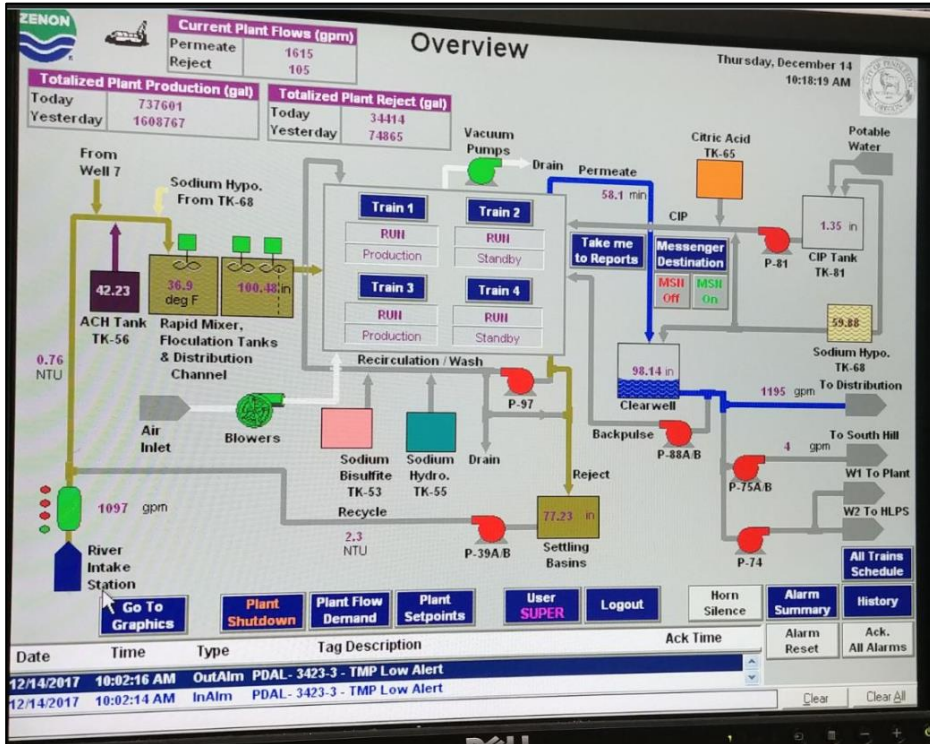 ZENON
Current Plant Flows (gpm)
Permeate 1615
Reject 105
Overview
Thursday, December 14
10:18:19 AM
Totalized Plant Production (gal)
Today 737601
Yesterday 1608767
Totalized Plant Reject (gal)
Today 34414
Yesterday 74865
From
Well 7
Sodium Hypo.
From TK-68
Vacuum
Pumps
Drain
Permeate
58.1 min
Citric Acid
TK-65
Potable
Water
CIP
Train 1
RUN
Production
Train 2
RUN
Standby
Train 3
RUN
Production
Train 4
RUN
Standby
Take me
to Reports
Messenger
Destination
MSN
Off
MSN
On
P-81
1.35 in
CIP Tank
TK-81
42.23
ACH Tank
TK-56
36.9
deg F
100.48 in
Rapid Mixer,
Floculation Tanks
& Distribution
Channel
59.88
Sodium Hypo.
TK-68
0.76
NTU
Recirculation / Wash
P-97
98.14 in
Clearwell
1195 gpm
To Distribution
Air
Inlet
Blowers
Sodium
Bisulfite
TK-53
Sodium
Hydro.
TK-55
Drain
Backpulse
P-88A/B
To South Hill
4 gpm
P-75A/B
W1 To Plant
W2 To HLPS
P-74
1097 gpm
Recycle
2.3
NTU
P-39A/B
Reject
77.23 in
Settling
Basins
River
Intake
Station
Go To
Graphics
Plant
Shutdown
Plant Flow
Demand
Plant
Setpoints
User
SUPER
Logout
Horn
Silence
Alarm
Summary
All Trains
Schedule
History
Alarm
Reset
Ack.
All Alarms
Date Time Type Tag Description Ack Time
12/14/2017 10:02:16 AM OutAlm PDAL- 3423-3 - TMP Low Alert
12/14/2017 10:02:14 AM InAlm PDAL- 3423-3 - TMP Low Alert
Clear
Clear All
DELL